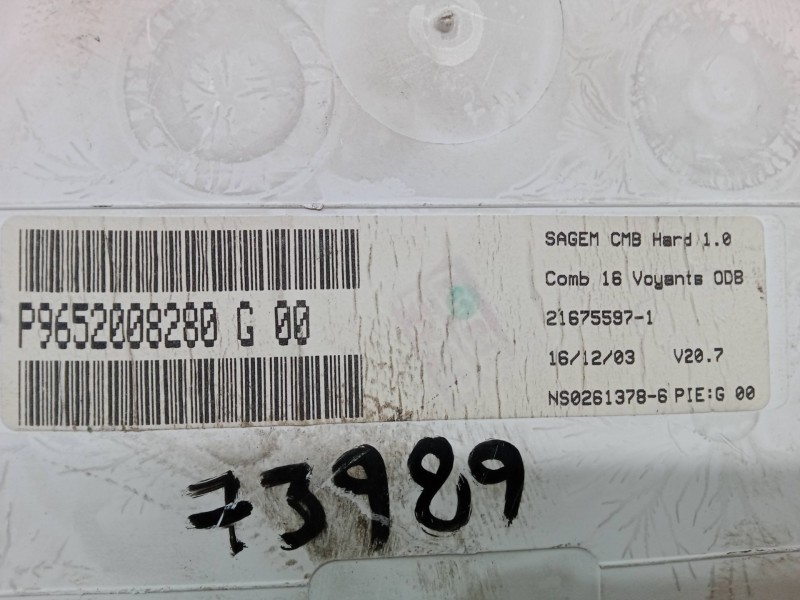 P9652008280 G 00
SAGEM CMB Hard 1.0
Comb 16 Voyants ODB
21675597-1
16/12/03 V20.7
NS0261378-6 PIE:G 00
73989